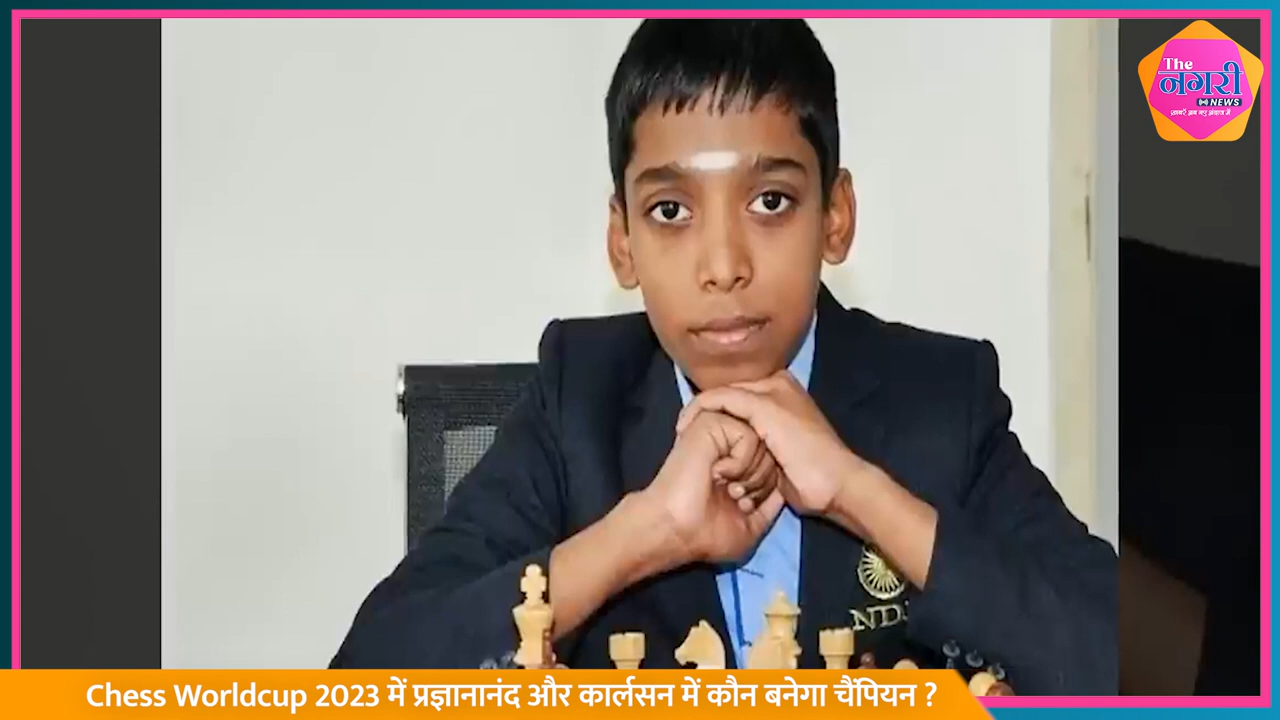 The
नगरी
NEWS
Chess Worldcup 2023 में प्रज्ञानानंद और कार्लसन में कौन बनेगा चैंपियन ?